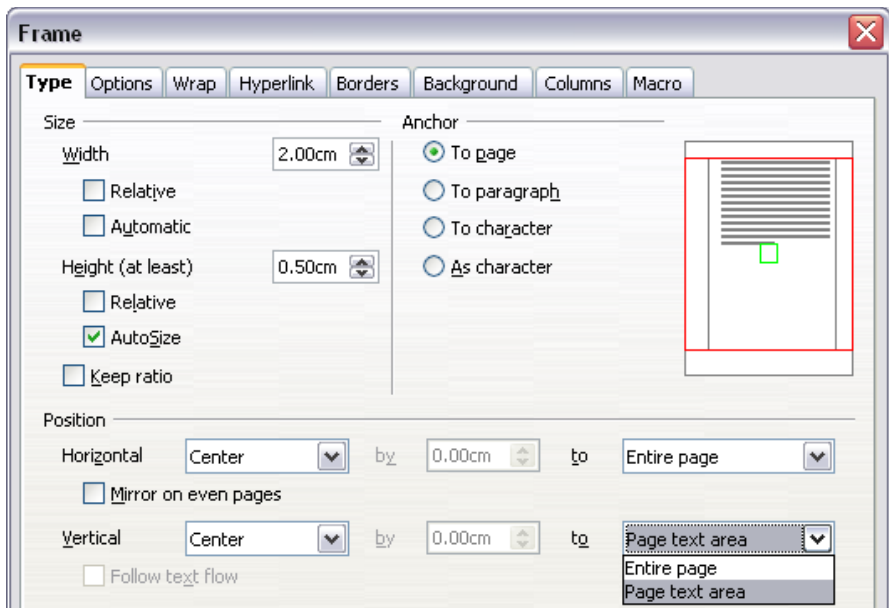 Frame
Type Options Wrap Hyperlink Borders Background Columns Macro
Size Anchor
Width 2.00cm To page
Relative To paragraph
Automatic To character
Height (at least) 0.50cm As character
Relative
AutoSize
Keep ratio
Position
Horizontal Center by 0.00cm to Entire page
Mirror on even pages
Vertical Center by 0.00cm to Page text area
Follow text flow Entire page
Page text area